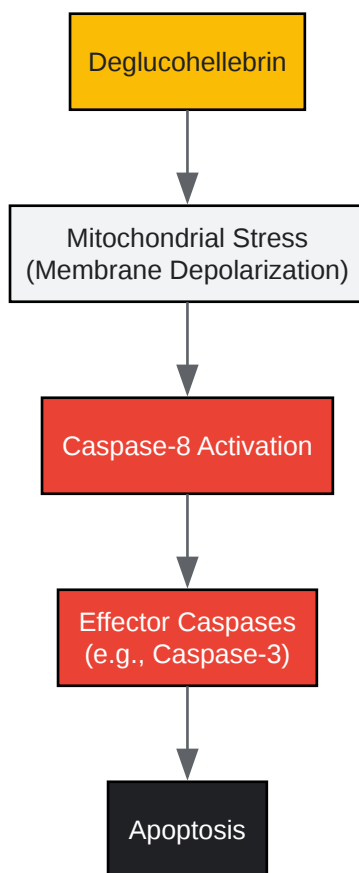 Deglucohellebrin
Mitochondrial Stress
(Membrane Depolarization)
Caspase-8 Activation
Effector Caspases
(e.g., Caspase-3)
Apoptosis